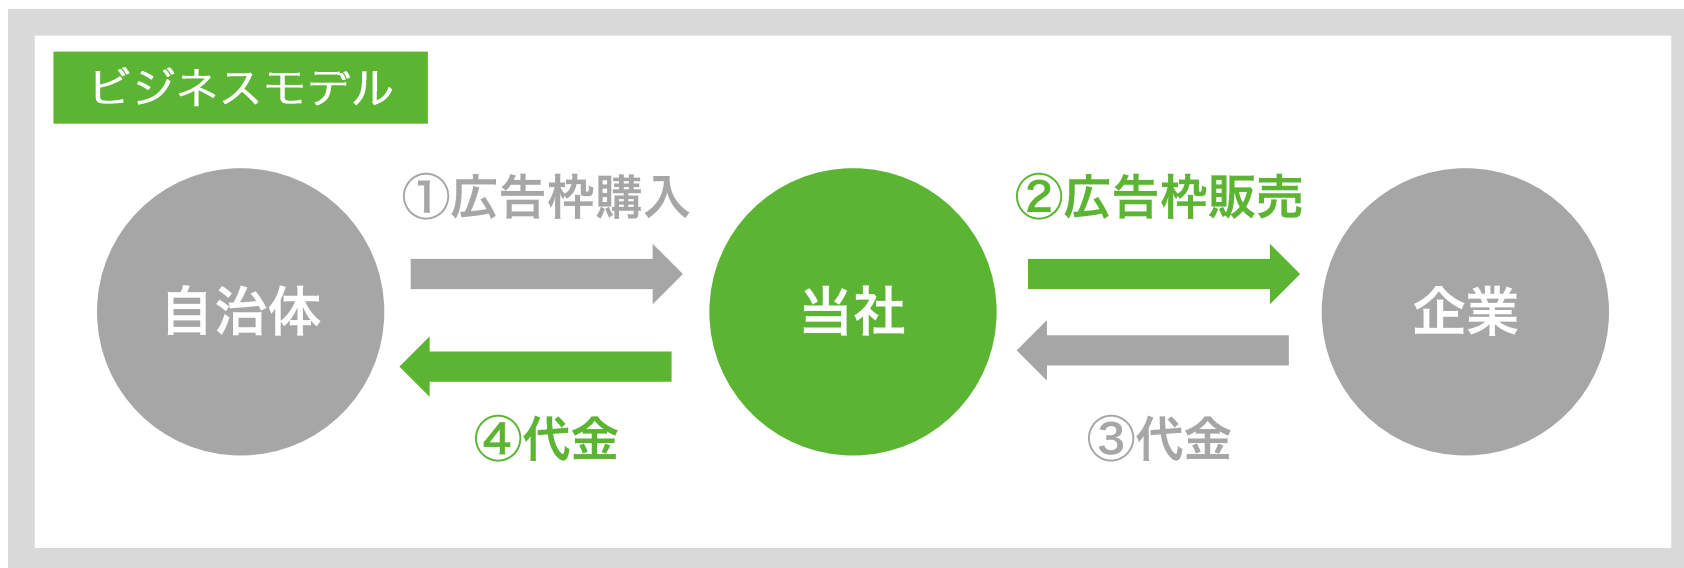 ビジネスモデル
①広告枠購入
②広告枠販売
自治体
当社
企業
④代金
③代金